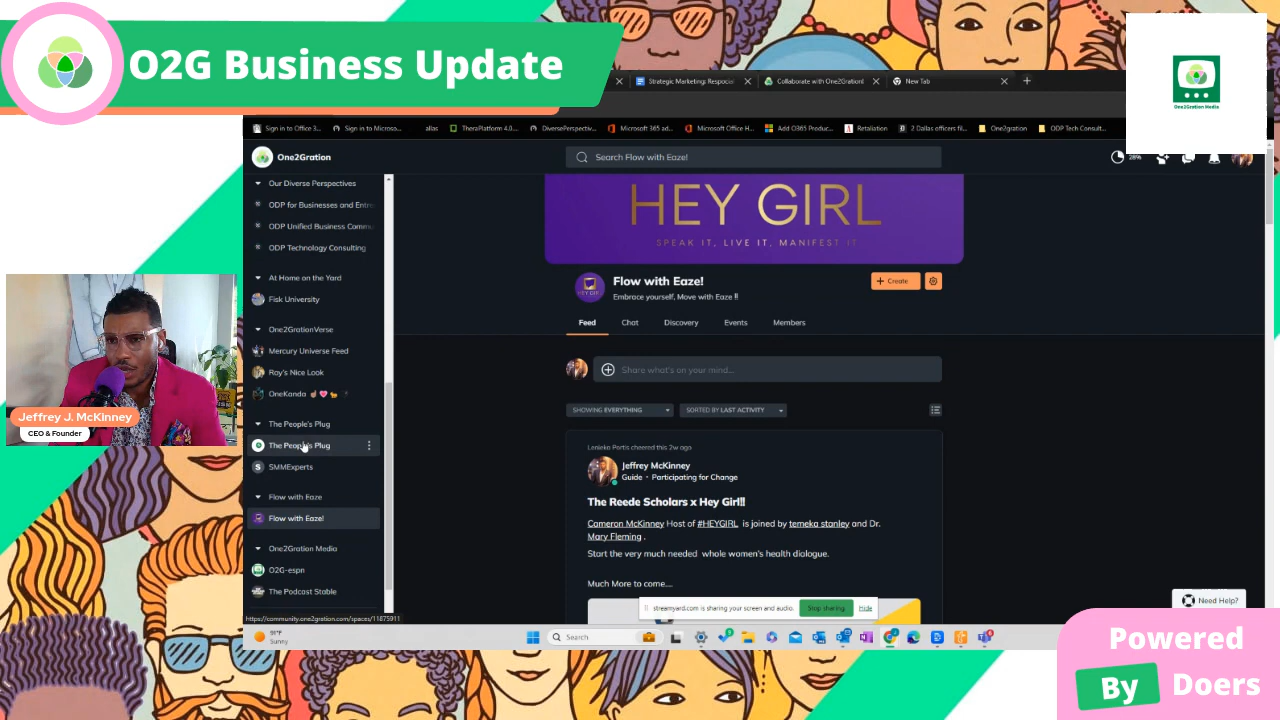 O2G Business Update
One2Gration Media
Strategic Marketing: Respocia
Collaborate with One2Gration!
New Tab
Sign in to Office 3...
Sign in to Microso...
allas
TheraPlatform 4.0...
DiversePerspectiv...
Microsoft 365 ad...
Microsoft Office H...
Add Ci365 Produc...
Retaliation
2 Dallas officers fil...
One2gration
ODP Tech Consult...
One2Gration
Search Flow with Eaze!
28%
Our Diverse Perspectives
ODP for Businesses and Entre
ODP Unified Business Commu
ODP Technology Consulting
At Home on the Yard
Fisk University
One2GrationVerse
Mercury Universe Feed
Ray's Nice Look
OneKanda
The People's Plug
The People's Plug
SMMExperts
Flow with Eaze
Flow with Eaze!
One2Gration Media
O2G-espn
The Podcast Stable
https://community.one2gration.com/spaces/11875911
HEY GIRL
SPEAK IT, LIVE IT, MANIFEST IT
HEY GIRL
Flow with Eaze!
Embrace yourself, Move with Eaze !!
Create
Feed
Chat
Discovery
Events
Members
Share what's on your mind...
SHOWING EVERYTHING
SORTED BY LAST ACTIVITY
Lenieka Portis cheered this 2w ago
Jeffrey McKinney
Guide · Participating for Change
The Reede Scholars x Hey Girl!!
Cameron McKinney Host of #HEYGIRL is joined by temeka stanley and Dr.
Mary Fleming .
Start the very much needed whole women's health dialogue.
Much More to come....
streamyard.com is sharing your screen and audio.
Stop sharing
Hide
Need Help?
Sunny
Search
Jeffrey J. McKinney
CEO & Founder
Powered
By Doers